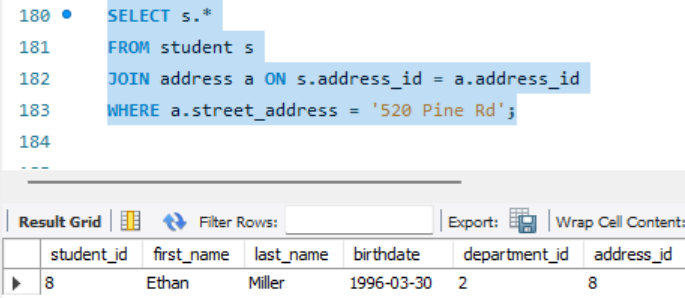 180 SELECT s.*
181 FROM student s
182 JOIN address a ON s.address_id = a.address_id
183 WHERE a.street_address = '520 Pine Rd';
184
Result Grid Filter Rows: Export: Wrap Cell Content:
student_id first_name last_name birthdate department_id address_id
8 Ethan Miller 1996-03-30 2 8